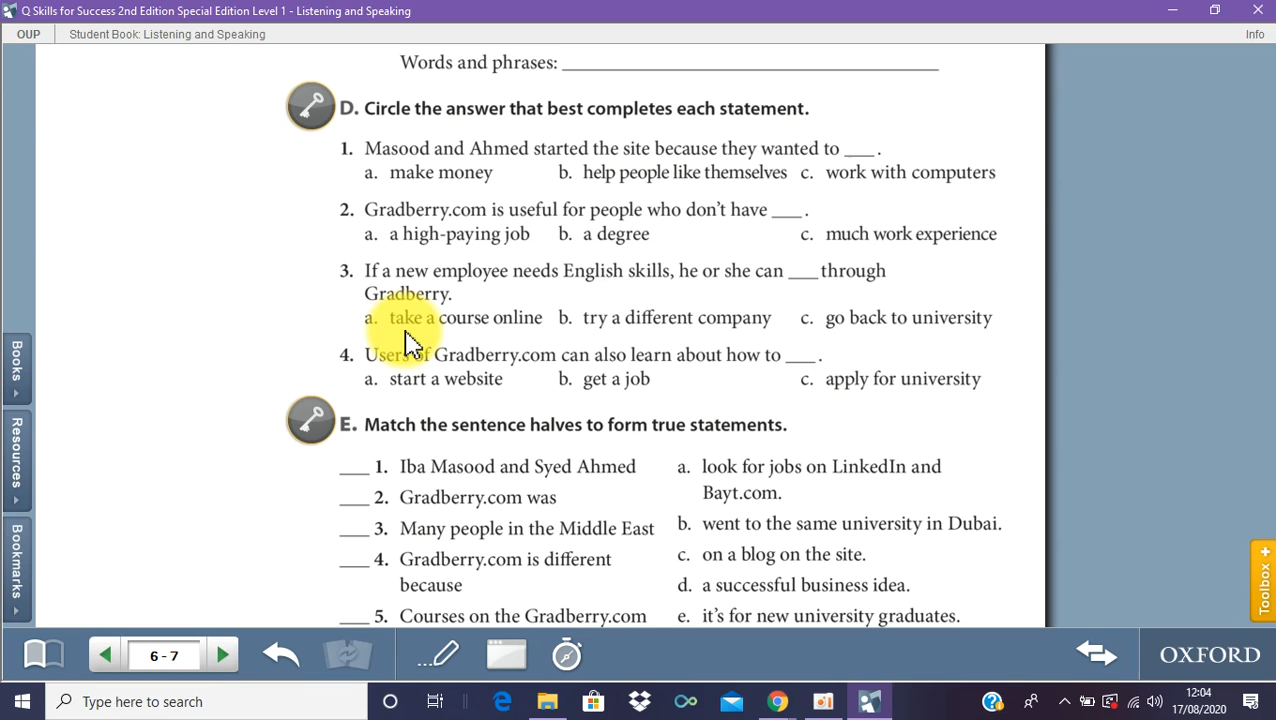 Q Skills for Success 2nd Edition Special Edition Level 1 - Listening and Speaking
OUP Student Book: Listening and Speaking Info
Words and phrases: ____
D. Circle the answer that best completes each statement.
1. Masood and Ahmed started the site because they wanted to ___ .
a. make money b. help people like themselves c. work with computers
2. Gradberry.com is useful for people who don't have ___ .
a. a high-paying job b. a degree c. much work experience
3. If a new employee needs English skills, he or she can ___ through
Gradberry.
a. take a course online b. try a different company c. go back to university
4. Users of Gradberry.com can also learn about how to ___ .
a. start a website b. get a job c. apply for university
E. Match the sentence halves to form true statements.
___ 1. Iba Masood and Syed Ahmed
___ 2. Gradberry.com was
___ 3. Many people in the Middle East
___ 4. Gradberry.com is different
because
___ 5. Courses on the Gradberry.com
a. look for jobs on LinkedIn and
Bayt.com.
b. went to the same university in Dubai.
c. on a blog on the site.
d. a successful business idea.
e. it's for new university graduates.
Books
Resources
Bookmarks
Toolbox +
6 - 7
OXFORD
Type here to search
12:04
17/08/2020